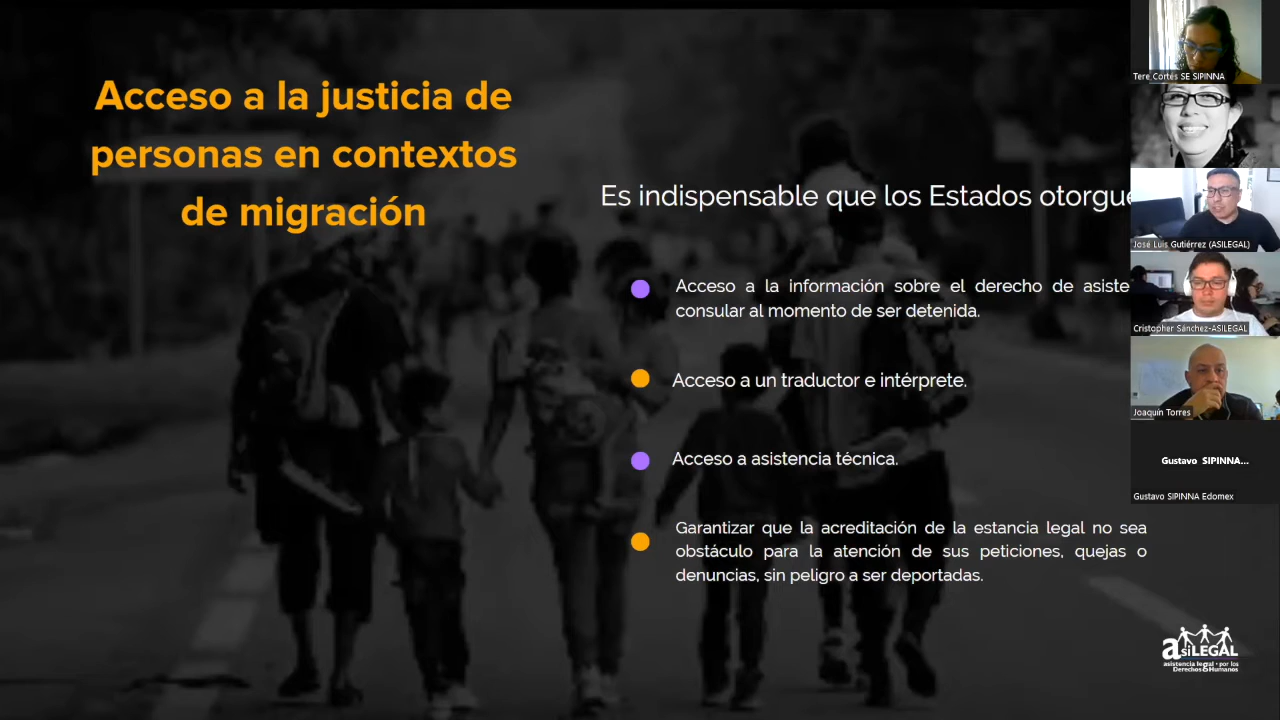 Acceso a la justicia de
personas en contextos
de migración
Es indispensable que los Estados otorgue
Acceso a la información sobre el derecho de asiste
consular al momento de ser detenida.
Acceso a un traductor e intérprete.
Acceso a asistencia técnica.
Garantizar que la acreditación de la estancia legal no sea
obstáculo para la atención de sus peticiones, quejas o
denuncias, sin peligro a ser deportadas.
Tere Cortés SE SIPINNA
José Luis Gutiérrez (ASILEGAL)
Cristopher Sánchez-ASILEGAL
Joaquín Torres
Gustavo SIPINNA...
Gustavo SIPINNA Edomex
asiLEGAL
asistencia legal · por los
Derechos Humanos